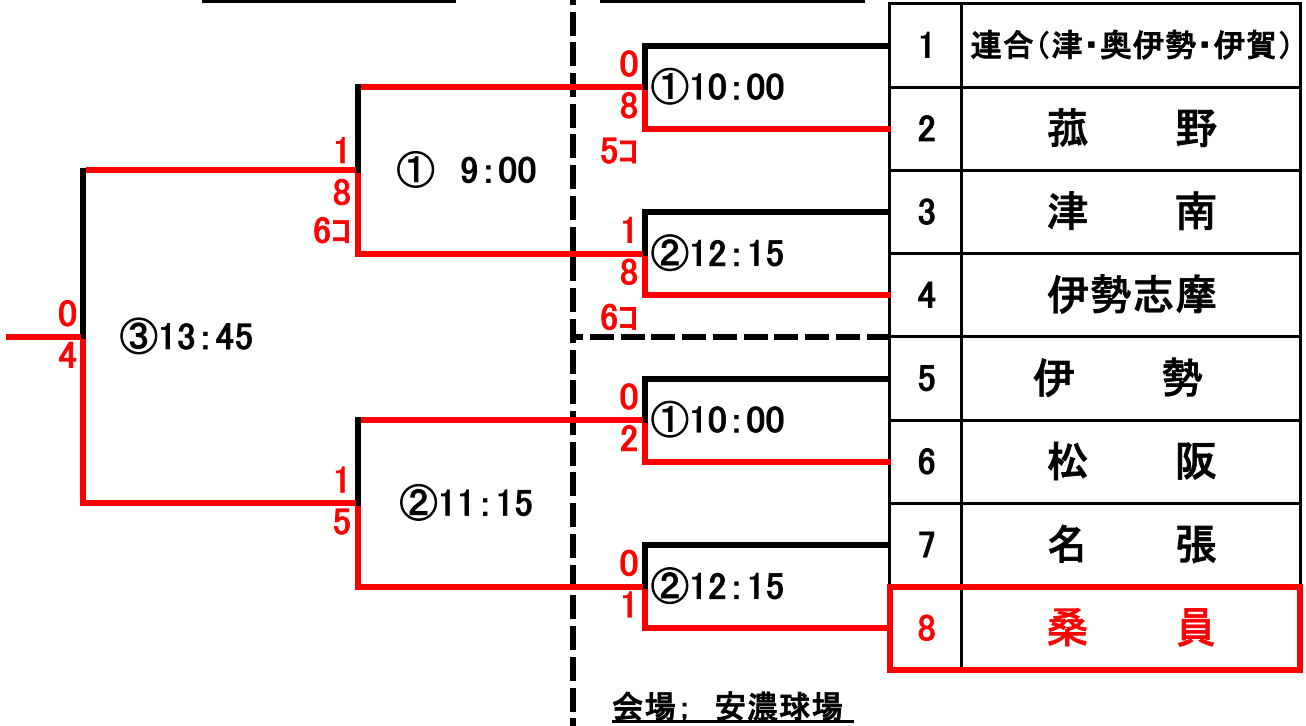 1 連合(津・奥伊勢・伊賀)
0
①10:00
8
2 菰 野
5コ
1
① 9:00
8
6コ
3 津 南
1
②12:15
8
4 伊勢志摩
6コ
0
③13:45
4
5 伊 勢
0
①10:00
2
6 松 阪
1
②11:15
5
7 名 張
0
②12:15
1
8 桑 員
会場; 安濃球場